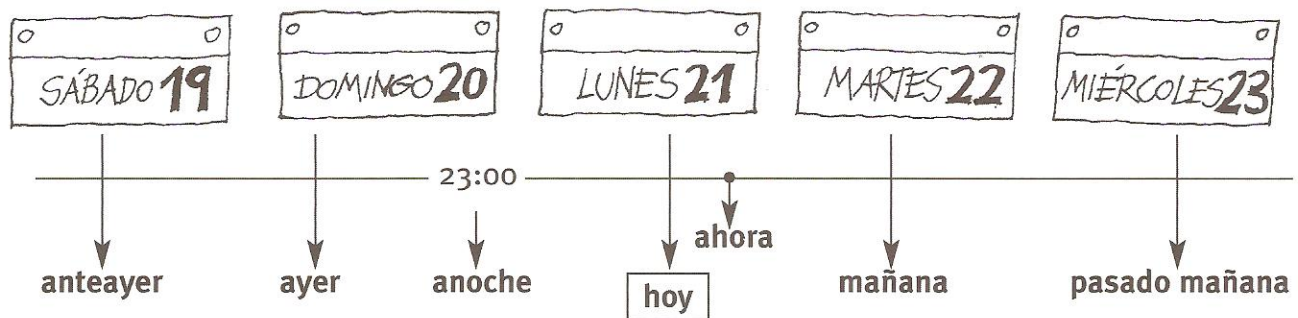 SÁBADO 19
DOMINGO 20
LUNES 21
MARTES 22
MIÉRCOLES 23
23:00
ahora
anteayer
ayer
anoche
hoy
mañana
pasado mañana